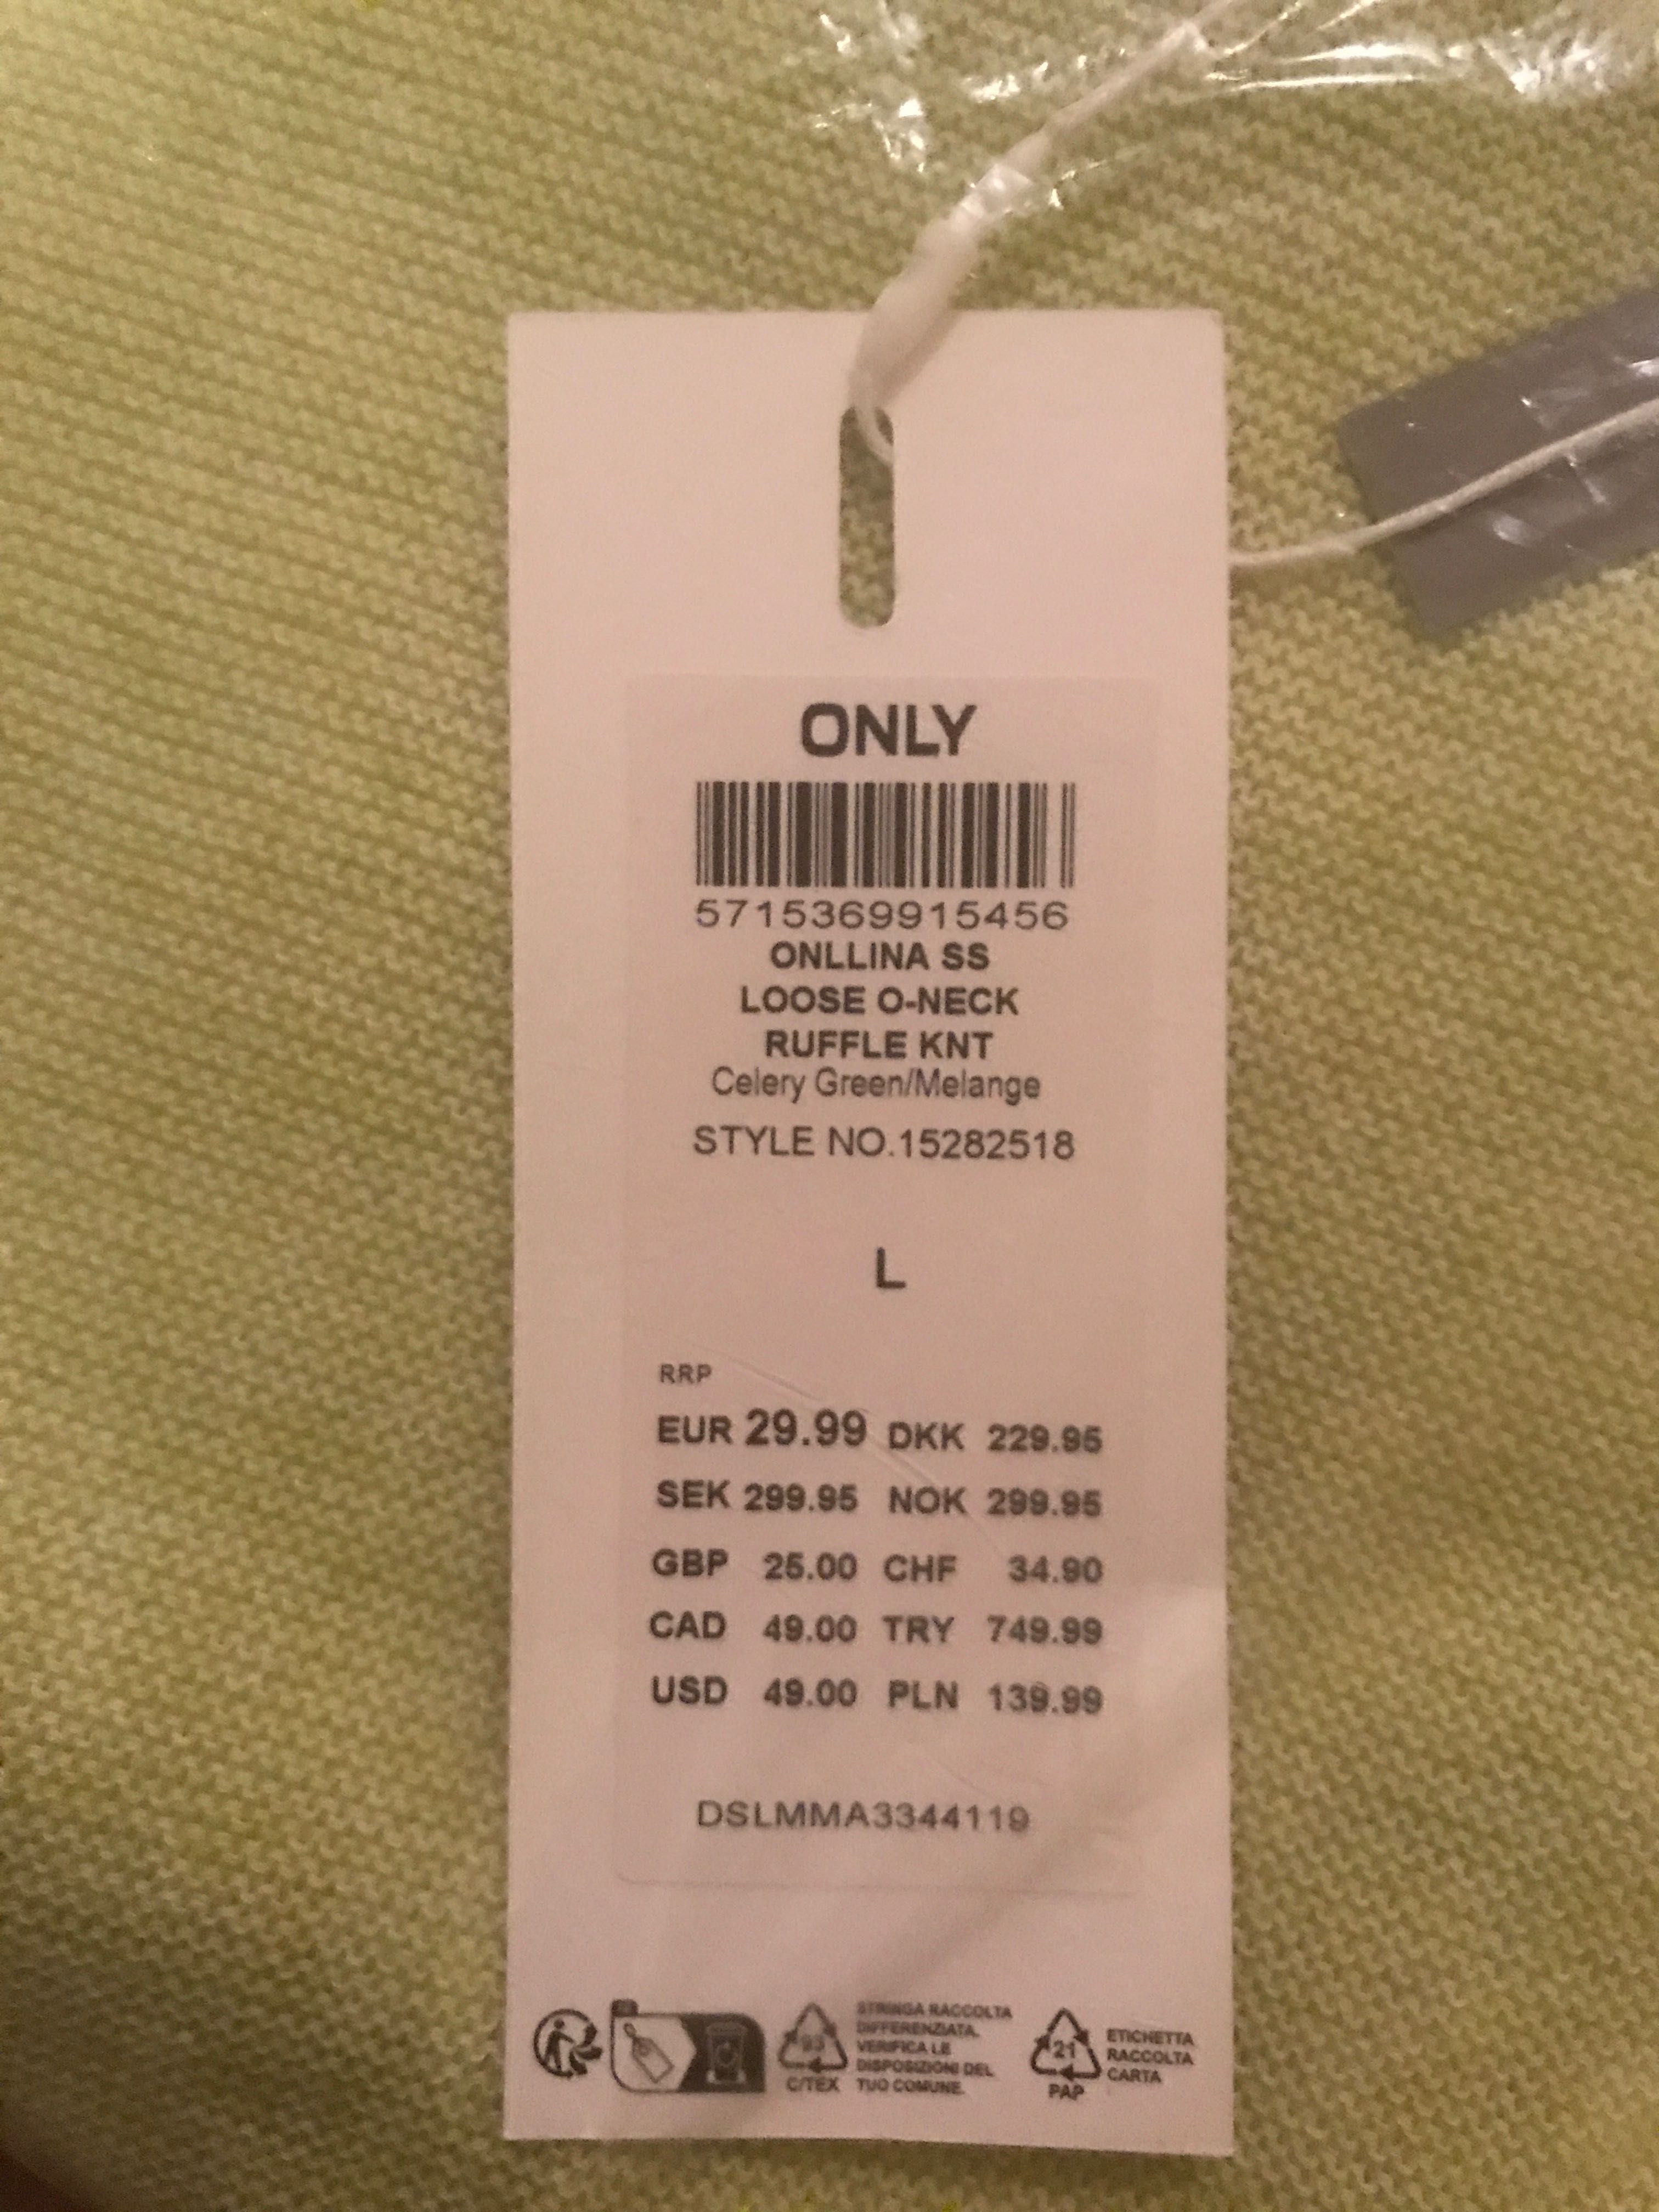 ONLY
5715369915456
ONLLINA SS
LOOSE O-NECK
RUFFLE KNT
Celery Green/Melange
STYLE NO.15282518
L
RRP
EUR 29.99 DKK 229.95
SEK 299.95 NOK 299.95
GBP 25.00 CHF 34.90
CAD 49.00 TRY 749.99
USD 49.00 PLN 139.99
DSLMMA3344119
STRINGA RACCOLTA
DIFFERENZIATA.
VERIFICA LE
DISPOSIZIONI DEL
TUO COMUNE.
93
C/TEX
21
PAP
ETICHETTA
RACCOLTA
CARTA